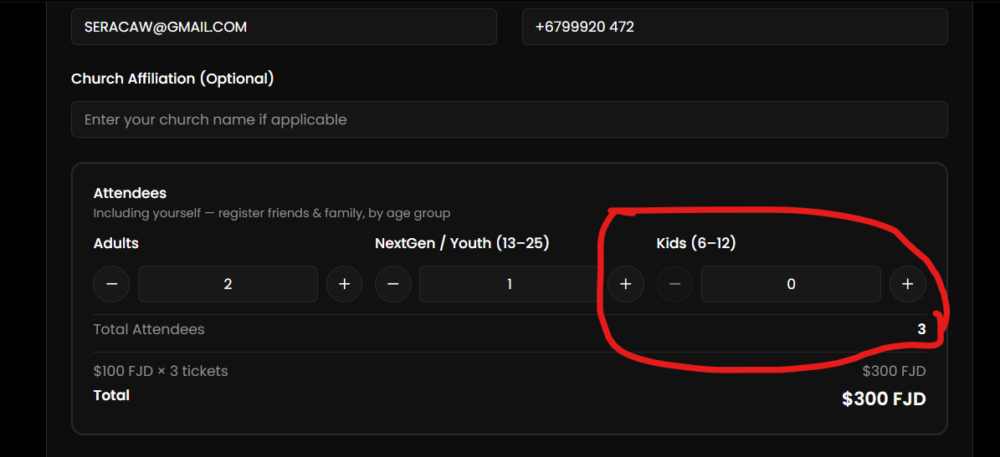 SERACAW@GMAIL.COM +6799920 472
Church Affiliation (Optional)
Enter your church name if applicable
Attendees
Including yourself — register friends & family, by age group
Adults NextGen / Youth (13–25) Kids (6–12)
− 2 + − 1 + − 0 +
Total Attendees 3
$100 FJD × 3 tickets $300 FJD
Total $300 FJD